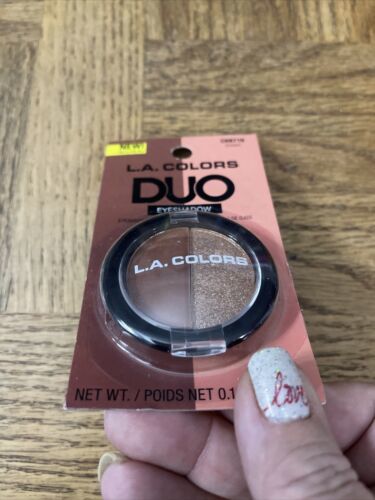 NEW!
L.A. COLORS
DUO
EYESHADOW
L.A. COLORS
NET WT. / POIDS NET 0.1
love